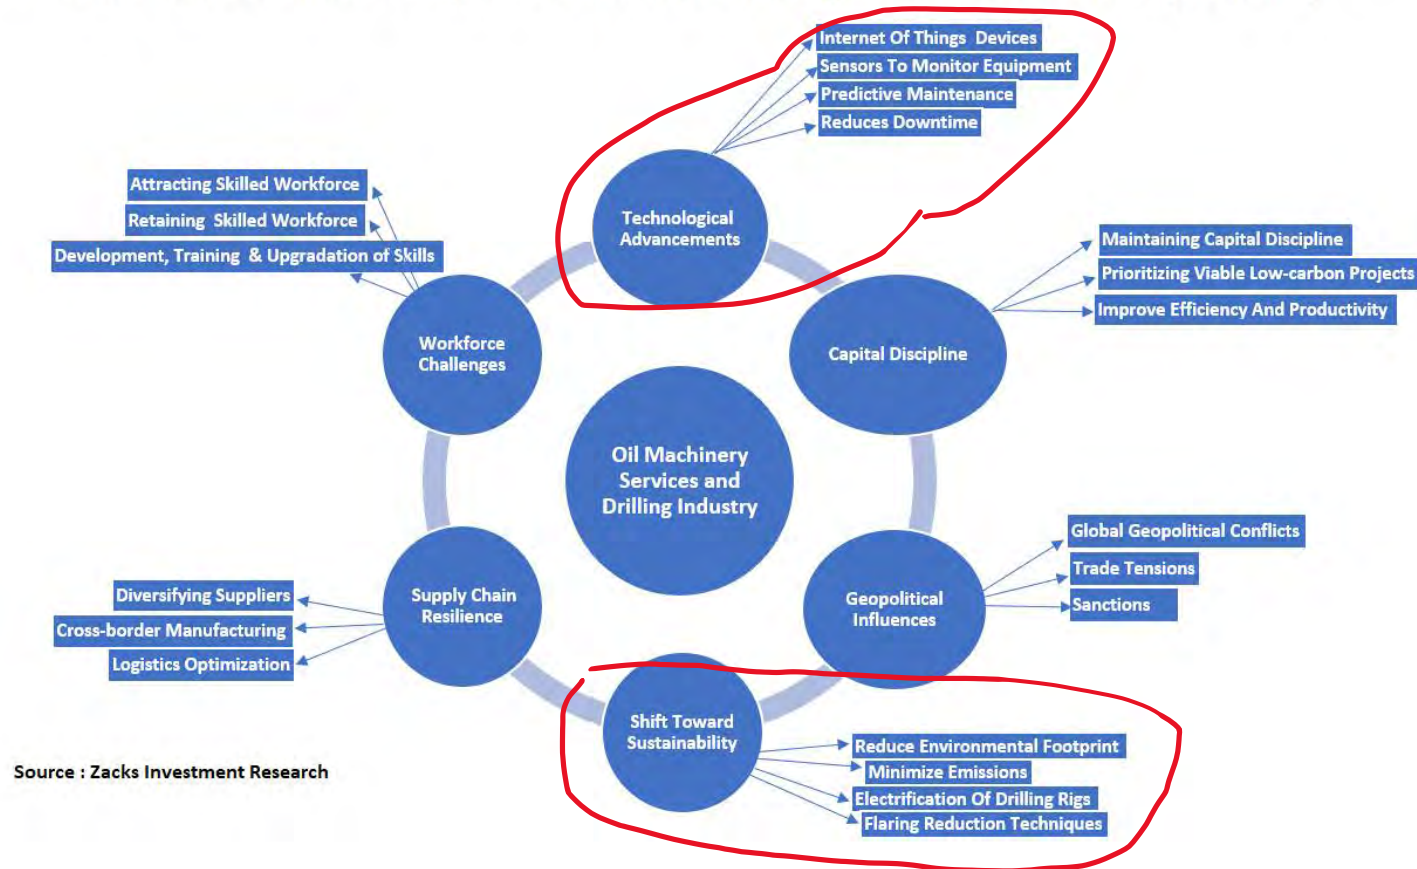 Internet Of Things Devices
Sensors To Monitor Equipment
Predictive Maintenance
Reduces Downtime
Technological
Advancements
Attracting Skilled Workforce
Retaining Skilled Workforce
Development, Training & Upgradation of Skills
Workforce
Challenges
Maintaining Capital Discipline
Prioritizing Viable Low-carbon Projects
Improve Efficiency And Productivity
Capital Discipline
Oil Machinery
Services and
Drilling Industry
Global Geopolitical Conflicts
Trade Tensions
Sanctions
Geopolitical
Influences
Diversifying Suppliers
Cross-border Manufacturing
Logistics Optimization
Supply Chain
Resilience
Shift Toward
Sustainability
Reduce Environmental Footprint
Minimize Emissions
Electrification Of Drilling Rigs
Flaring Reduction Techniques
Source : Zacks Investment Research